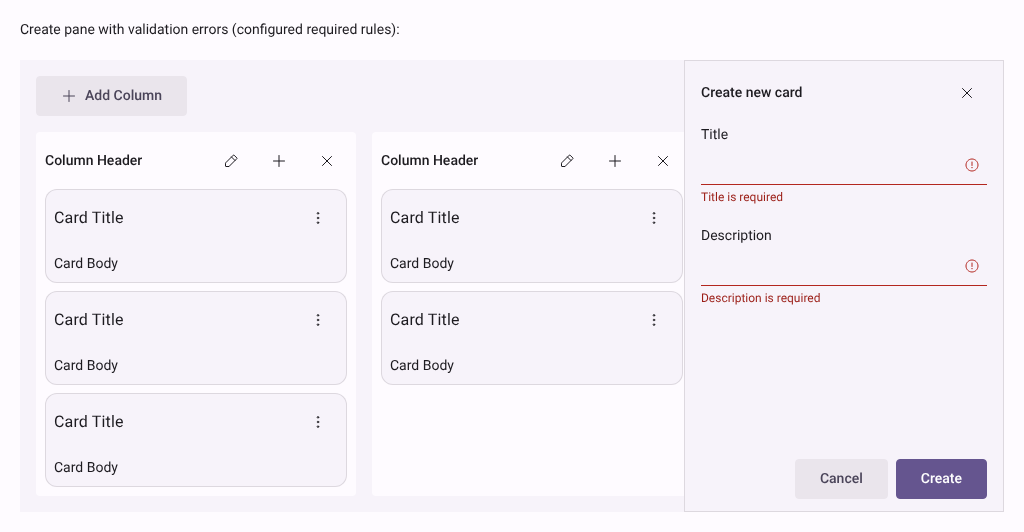 Create pane with validation errors (configured required rules):
Add Column
Column Header
Card Title
Card Body
Card Title
Card Body
Card Title
Card Body
Column Header
Card Title
Card Body
Card Title
Card Body
Create new card
Title
Title is required
Description
Description is required
Cancel
Create